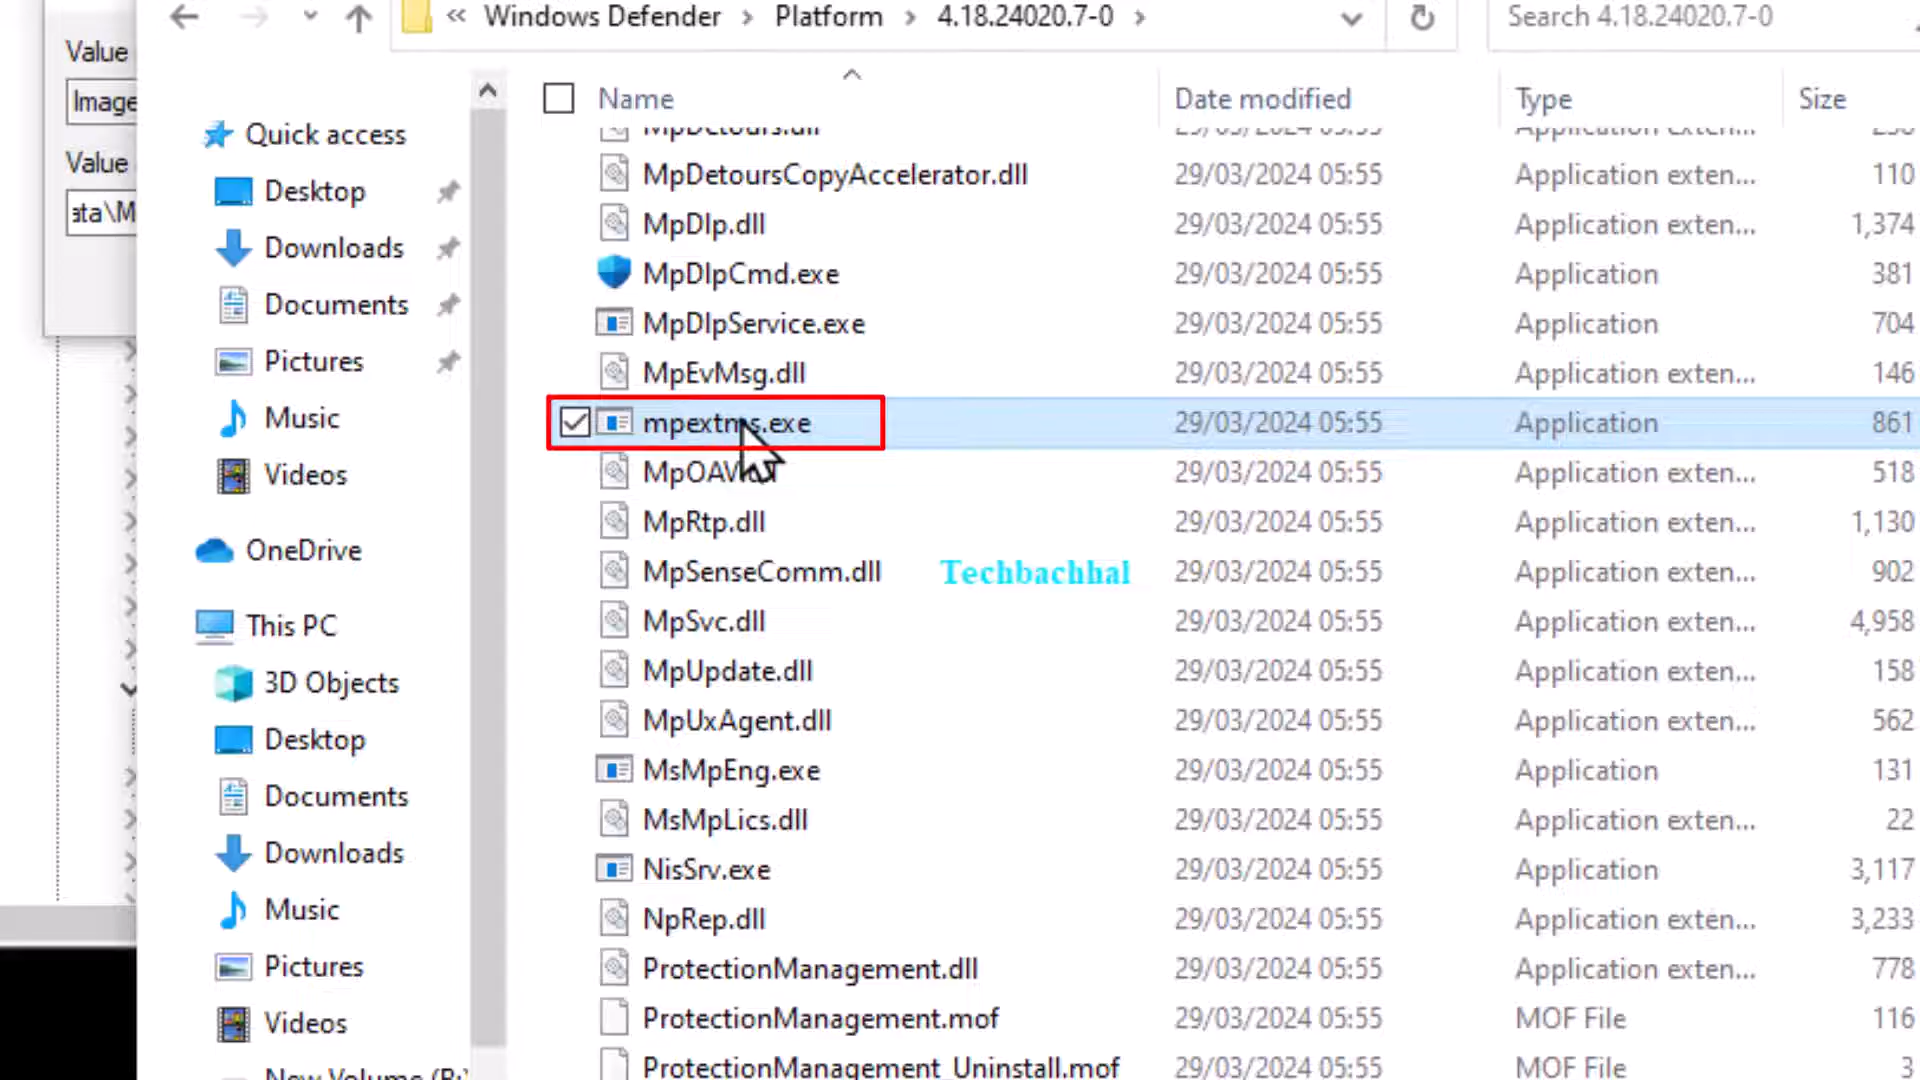 Windows Defender Platform 4.18.24020.7-0
Search 4.18.24020.7-0
Value
Image
Value
ata\M
Quick access
Desktop
Downloads
Documents
Pictures
Music
Videos
OneDrive
This PC
3D Objects
Desktop
Documents
Downloads
Music
Pictures
Videos
Name Date modified Type Size
MpDetours.dll 29/03/2024 05:55 Application exten...
MpDetoursCopyAccelerator.dll 29/03/2024 05:55 Application exten... 110
MpDlp.dll 29/03/2024 05:55 Application exten... 1,374
MpDlpCmd.exe 29/03/2024 05:55 Application 381
MpDlpService.exe 29/03/2024 05:55 Application 704
MpEvMsg.dll 29/03/2024 05:55 Application exten... 146
mpextms.exe 29/03/2024 05:55 Application 861
29/03/2024 05:55 Application exten... 518
MpRtp.dll 29/03/2024 05:55 Application exten... 1,130
MpSenseComm.dll Techbachhal 29/03/2024 05:55 Application exten... 902
MpSvc.dll 29/03/2024 05:55 Application exten... 4,958
MpUpdate.dll 29/03/2024 05:55 Application exten... 158
MpUxAgent.dll 29/03/2024 05:55 Application exten... 562
MsMpEng.exe 29/03/2024 05:55 Application 131
MsMpLics.dll 29/03/2024 05:55 Application exten... 22
NisSrv.exe 29/03/2024 05:55 Application 3,117
NpRep.dll 29/03/2024 05:55 Application exten... 3,233
ProtectionManagement.dll 29/03/2024 05:55 Application exten... 778
ProtectionManagement.mof 29/03/2024 05:55 MOF File 116
ProtectionManagement_Uninstall.mof 29/03/2024 05:55 MOF File 3